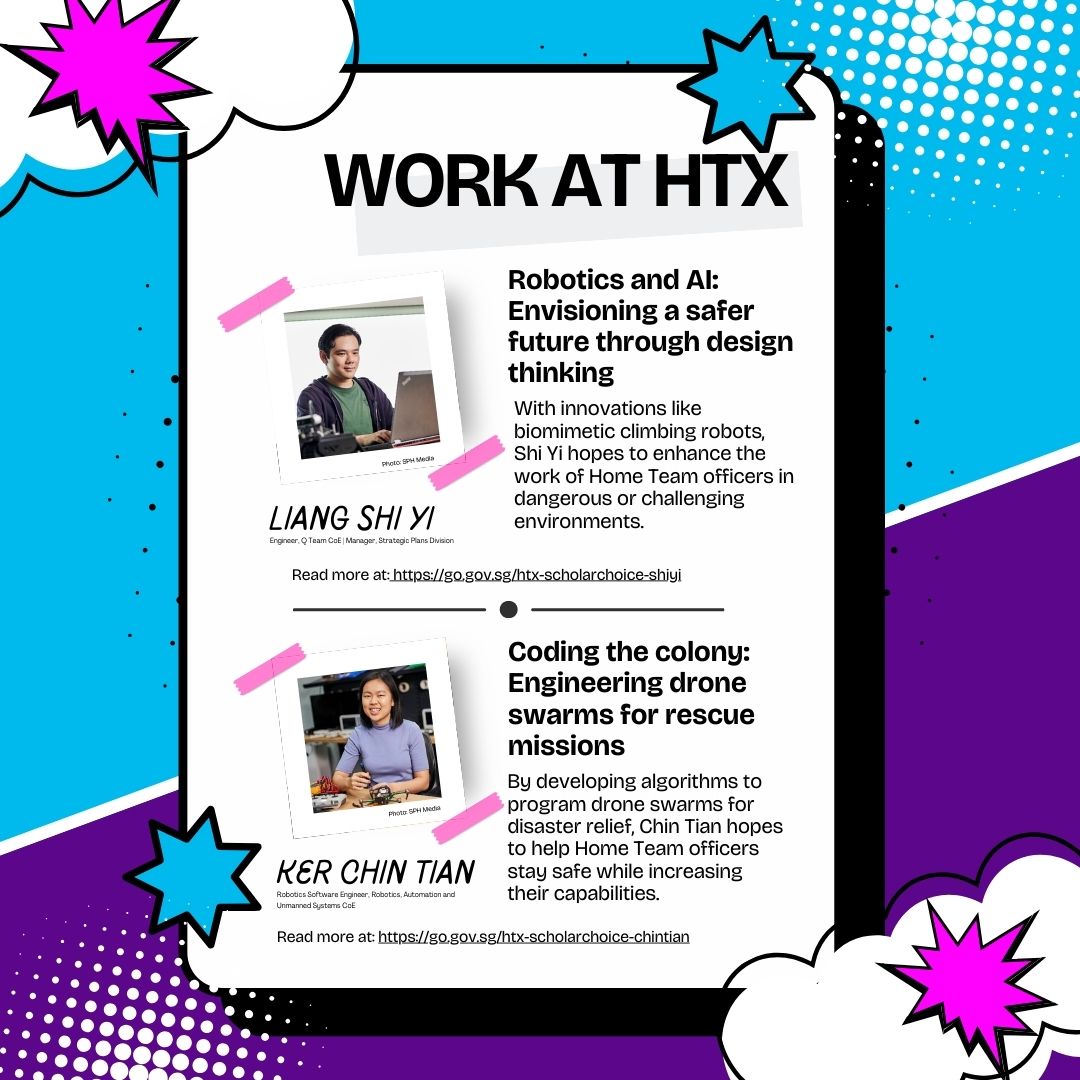 WORK AT HTX
Robotics and AI:
Envisioning a safer
future through design
thinking
With innovations like
biomimetic climbing robots,
Shi Yi hopes to enhance the
work of Home Team officers in
dangerous or challenging
environments.
Photo: SPH Media
LIANG SHI YI
Engineer, Q Team CoE | Manager, Strategic Plans Division
Read more at: https://go.gov.sg/htx-scholarchoice-shiyi
Coding the colony:
Engineering drone
swarms for rescue
missions
By developing algorithms to
program drone swarms for
disaster relief, Chin Tian hopes
to help Home Team officers
stay safe while increasing
their capabilities.
Photo: SPH Media
KER CHIN TIAN
Robotics Software Engineer, Robotics, Automation and
Unmanned Systems CoE
Read more at: https://go.gov.sg/htx-scholarchoice-chintian